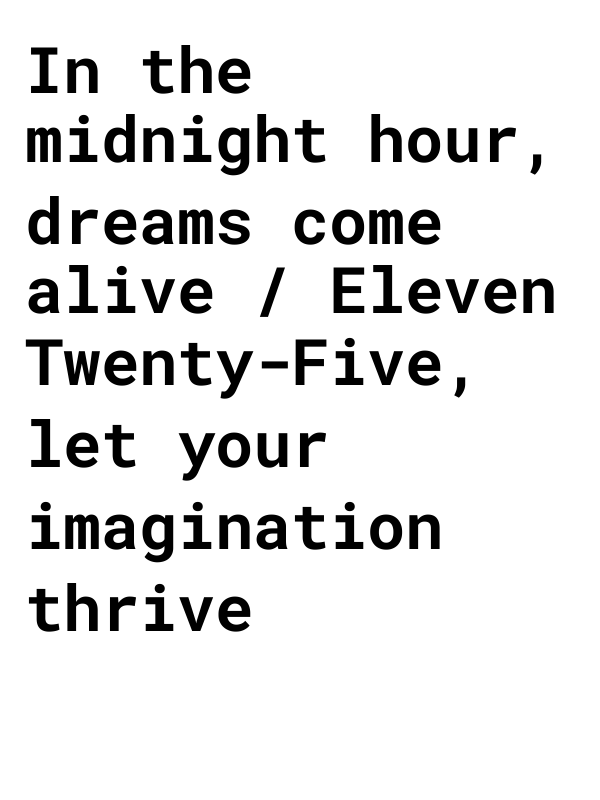 In the
midnight hour,
dreams come
alive / Eleven
Twenty-Five,
let your
imagination
thrive